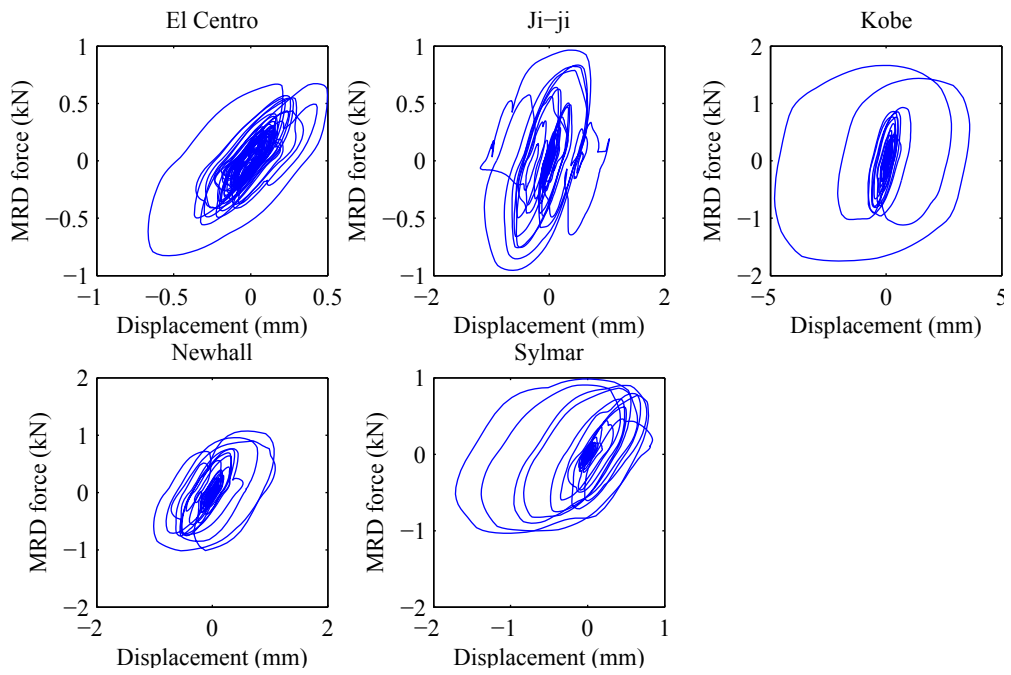 El Centro
MRD force (kN)
1
0.5
0
−0.5
−1
−1 −0.5 0 0.5
Displacement (mm)
Ji−ji
MRD force (kN)
1
0.5
0
−0.5
−1
−2 0 2
Displacement (mm)
Kobe
MRD force (kN)
2
1
0
−1
−2
−5 0 5
Displacement (mm)
Newhall
MRD force (kN)
2
1
0
−1
−2
−2 0 2
Displacement (mm)
Sylmar
MRD force (kN)
1
0
−1
−2
−2 −1 0 1
Displacement (mm)